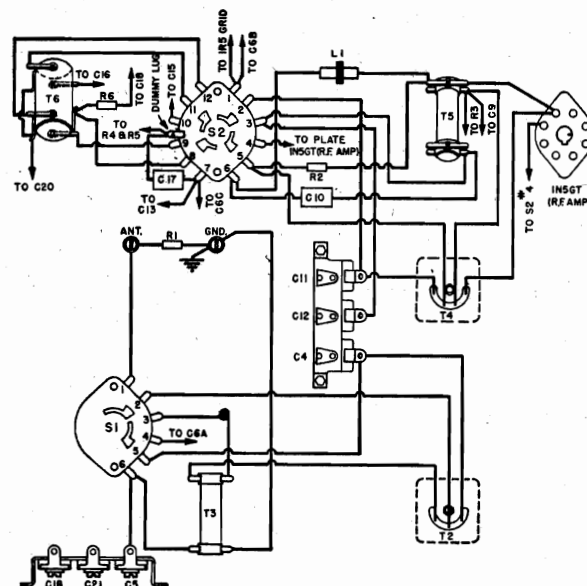 TO 1R5 GRID
TO C6B
TO C16
R6
TO C18
DUMMY LUG
TO C15
T6
L1
12
1
11
2
10
3
S2
9
4
8
5
7
6
TO
R4 & R5
TO PLATE
1N5GT (R.F. AMP)
T5
TO R3
TO C9
R2
C17
C10
TO C20
TO
C13
TO
C6C
TO S2 * 4
1N5GT
(R.F. AMP)
ANT.
R1
GND.
C11
C12
C4
T4
1
2
3
S1
4
TO C6A
5
6
T3
T2
C18
C21
C5